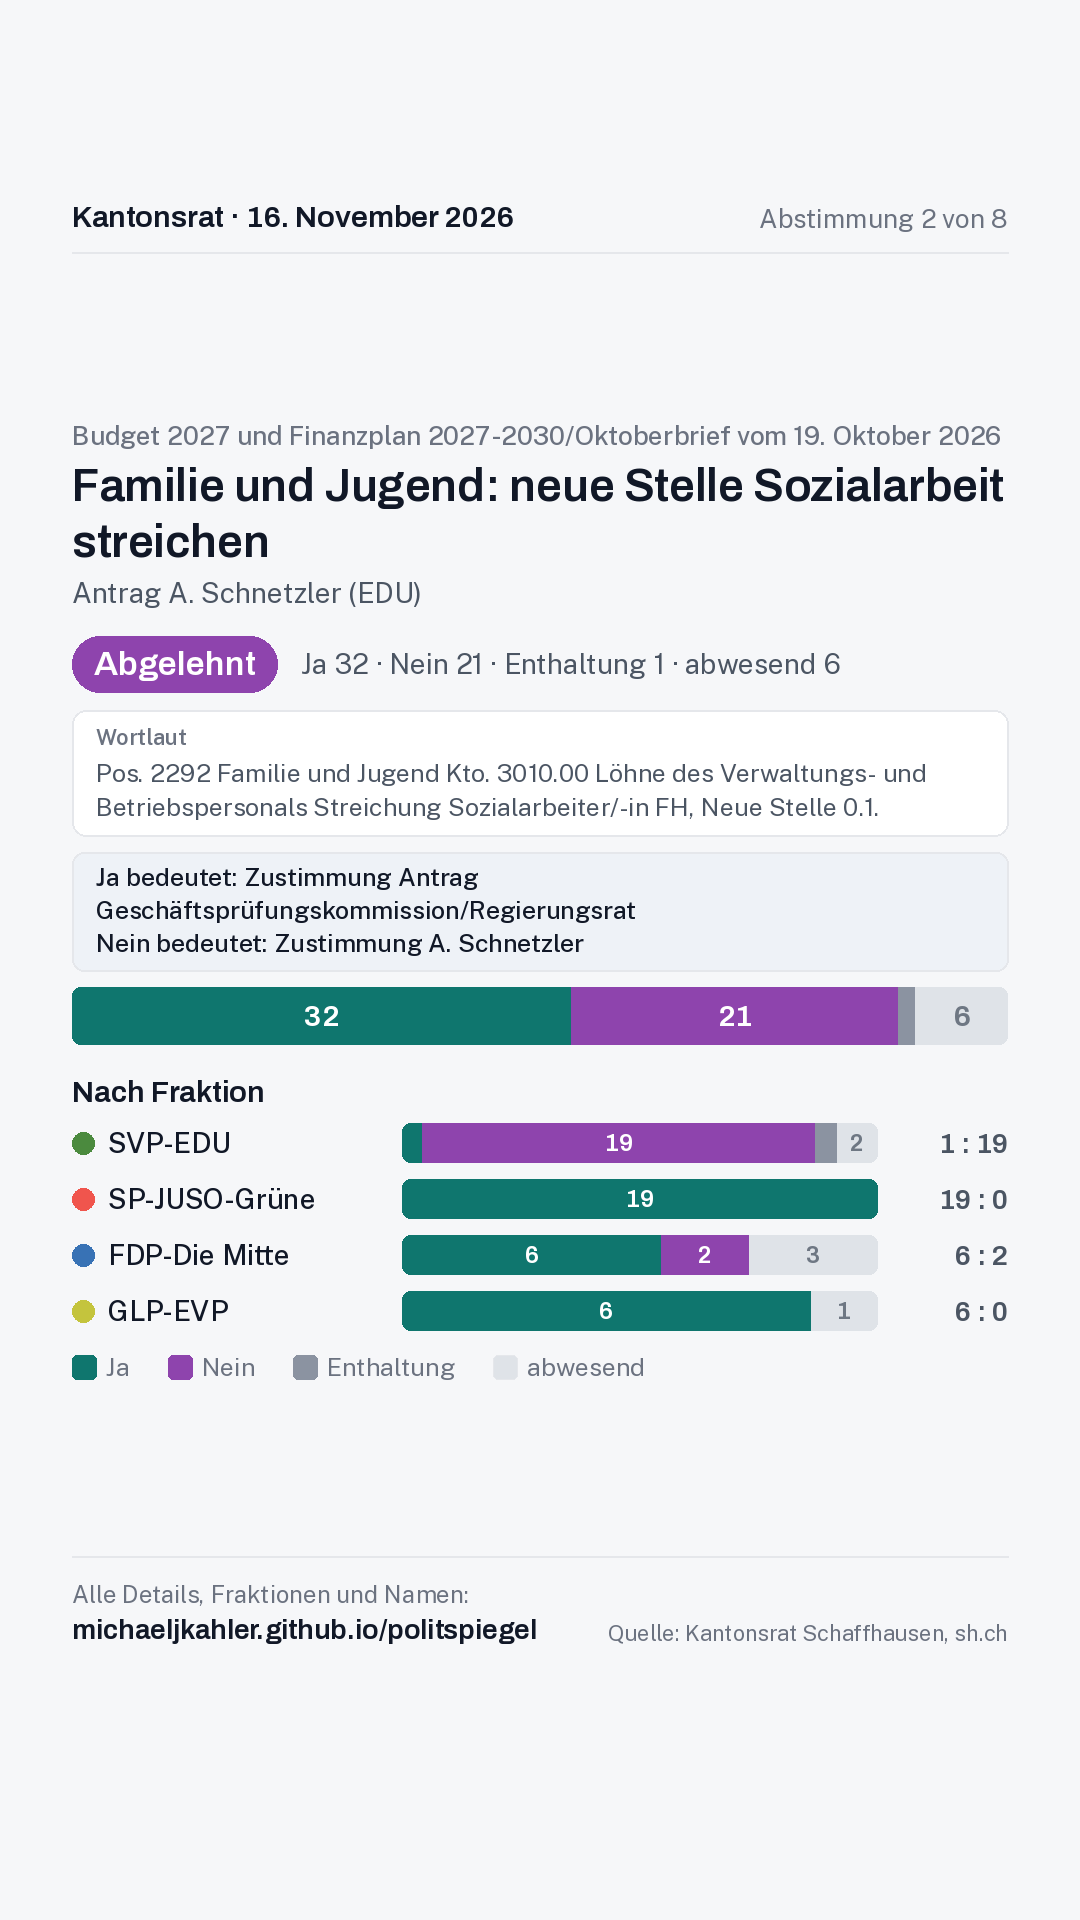 Kantonsrat · 16. November 2026
Abstimmung 2 von 8
Budget 2027 und Finanzplan 2027-2030/Oktoberbrief vom 19. Oktober 2026
Familie und Jugend: neue Stelle Sozialarbeit
streichen
Antrag A. Schnetzler (EDU)
Abgelehnt
Ja 32 · Nein 21 · Enthaltung 1 · abwesend 6
Wortlaut
Pos. 2292 Familie und Jugend Kto. 3010.00 Löhne des Verwaltungs- und
Betriebspersonals Streichung Sozialarbeiter/-in FH, Neue Stelle 0.1.
Ja bedeutet: Zustimmung Antrag
Geschäftsprüfungskommission/Regierungsrat
Nein bedeutet: Zustimmung A. Schnetzler
32 21 6
Nach Fraktion
SVP-EDU 19 2 1 : 19
SP-JUSO-Grüne 19 19 : 0
FDP-Die Mitte 6 2 3 6 : 2
GLP-EVP 6 1 6 : 0
Ja Nein Enthaltung abwesend
Alle Details, Fraktionen und Namen:
michaeljkahler.github.io/politspiegel
Quelle: Kantonsrat Schaffhausen, sh.ch